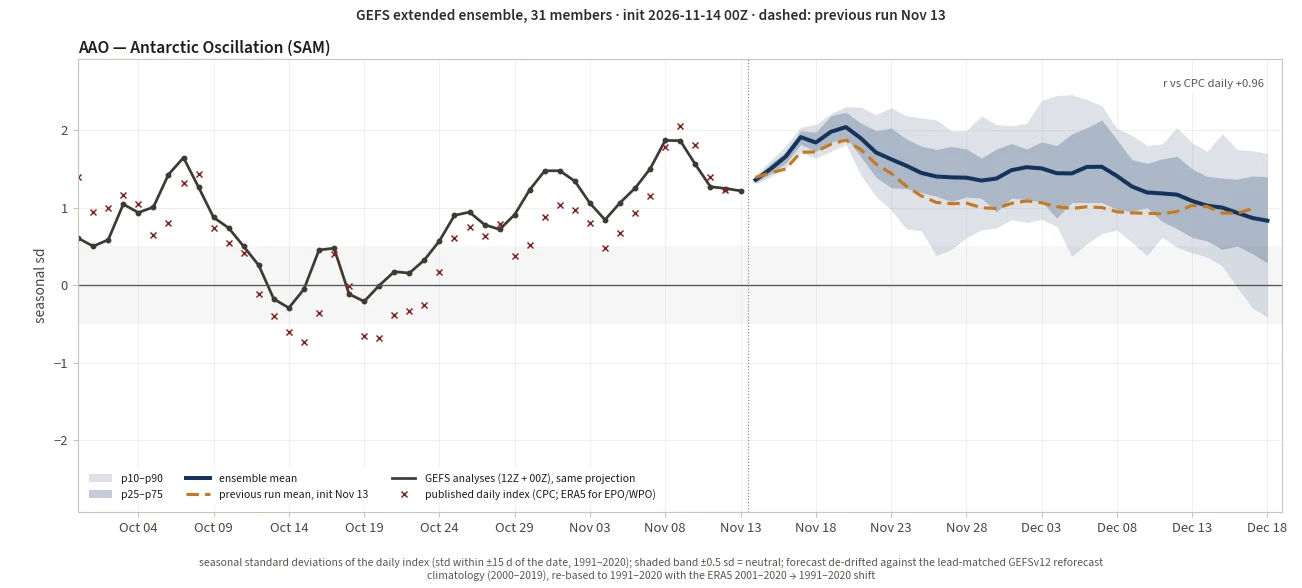 GEFS extended ensemble, 31 members · init 2026-11-14 00Z · dashed: previous run Nov 13
AAO — Antarctic Oscillation (SAM)
r vs CPC daily +0.96
seasonal sd
2
1
0
−1
−2
p10–p90
ensemble mean
GEFS analyses (12Z + 00Z), same projection
p25–p75
previous run mean, init Nov 13
published daily index (CPC; ERA5 for EPO/WPO)
Oct 04
Oct 09
Oct 14
Oct 19
Oct 24
Oct 29
Nov 03
Nov 08
Nov 13
Nov 18
Nov 23
Nov 28
Dec 03
Dec 08
Dec 13
Dec 18
seasonal standard deviations of the daily index (std within ±15 d of the date, 1991–2020); shaded band ±0.5 sd = neutral; forecast de-drifted against the lead-matched GEFSv12 reforecast
climatology (2000–2019), re-based to 1991–2020 with the ERA5 2001–2020 → 1991–2020 shift